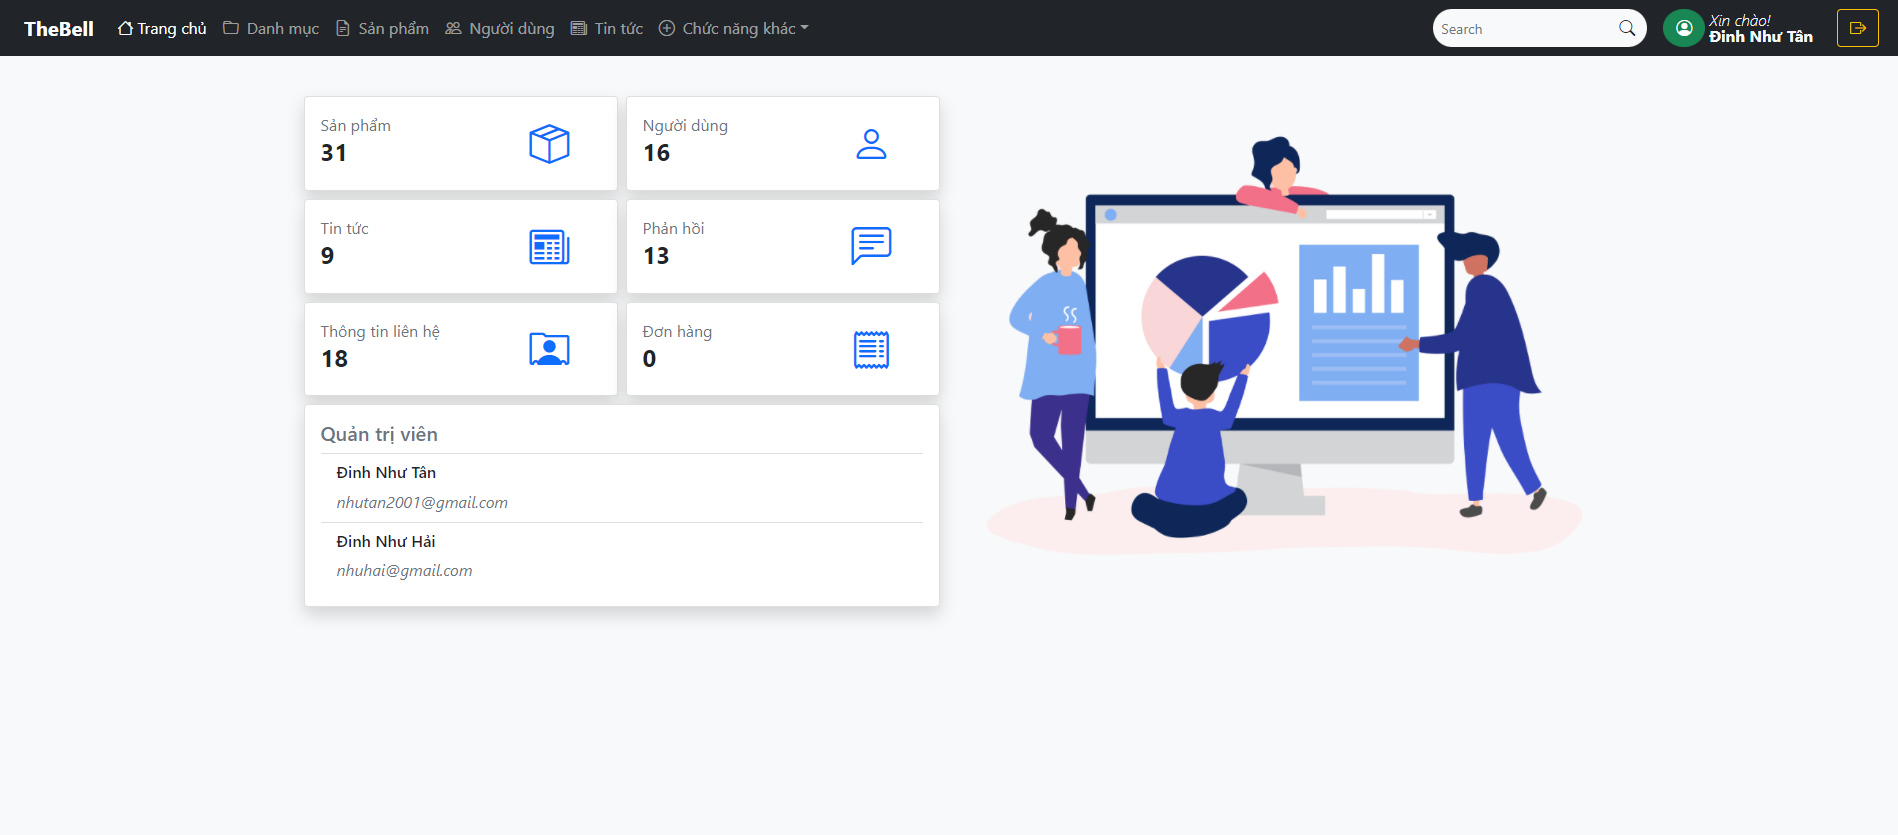 TheBell Trang chủ Danh mục Sản phẩm Người dùng Tin tức Chức năng khác Search Xin chào!
Đinh Như Tân
Sản phẩm
31
Người dùng
16
Tin tức
9
Phản hồi
13
Thông tin liên hệ
18
Đơn hàng
0
Quản trị viên
Đinh Như Tân
nhutan2001@gmail.com
Đinh Như Hải
nhuhai@gmail.com